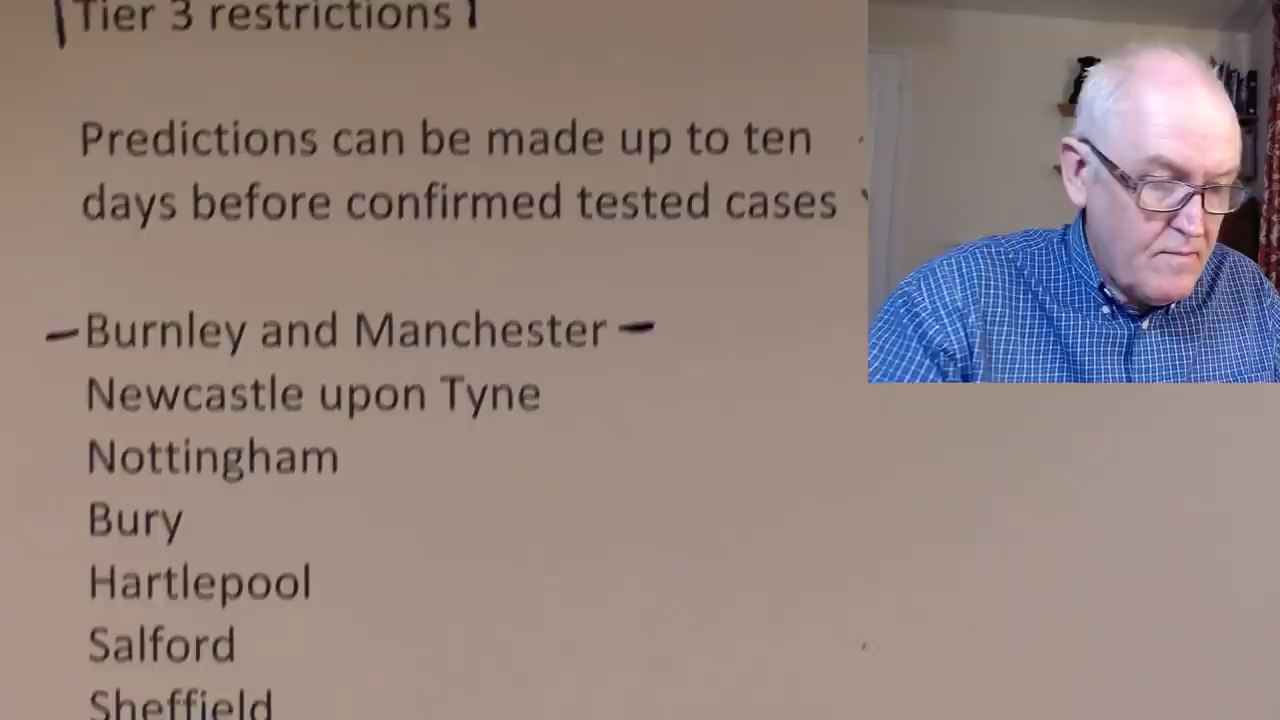 Tier 3 restrictions
Predictions can be made up to ten
days before confirmed tested cases
Burnley and Manchester
Newcastle upon Tyne
Nottingham
Bury
Hartlepool
Salford
Sheffield